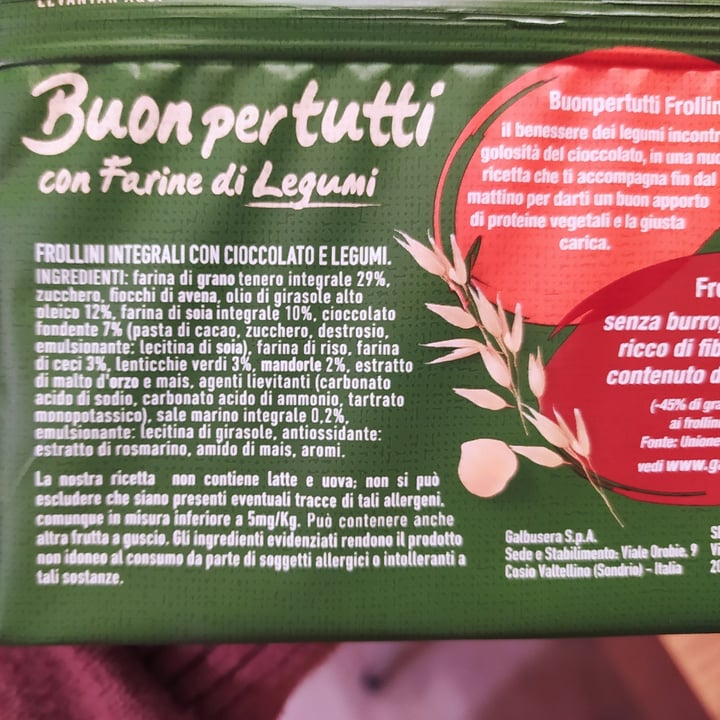 Buonpertutti
con Farine di Legumi
FROLLINI INTEGRALI CON CIOCCOLATO E LEGUMI.
INGREDIENTI: farina di grano tenero integrale 29%,
zucchero, fiocchi di avena, olio di girasole alto
oleico 12%, farina di soia integrale 10%, cioccolato
fondente 7% (pasta di cacao, zucchero, destrosio,
emulsionante: lecitina di soia), farina di riso, farina
di ceci 3%, lenticchie verdi 3%, mandorle 2%, estratto
di malto d'orzo e mais, agenti lievitanti (carbonato
acido di sodio, carbonato acido di ammonio, tartrato
monopotassico), sale marino integrale 0,2%,
emulsionante: lecitina di girasole, antiossidante:
estratto di rosmarino, amido di mais, aromi.
La nostra ricetta non contiene latte e uova; non si può
escludere che siano presenti eventuali tracce di tali allergeni,
comunque in misura inferiore a 5mg/Kg. Può contenere anche
altra frutta a guscio. Gli ingredienti evidenziati rendono il prodotto
non idoneo al consumo da parte di soggetti allergici o intolleranti a
tali sostanze.
Buonpertutti Frollin
il benessere dei legumi incontr
golosità del cioccolato, in una nuo
ricetta che ti accompagna fin dal
mattino per darti un buon apporto
di proteine vegetali e la giusta
carica.
Fro
senza burro,
ricco di fib
contenuto d
(-45% di gra
ai frollin
Fonte: Unione
vedi www.ga
Galbusera S.p.A.
Sede e Stabilimento: Viale Orobie, 9
Cosio Valtellino (Sondrio) - Italia